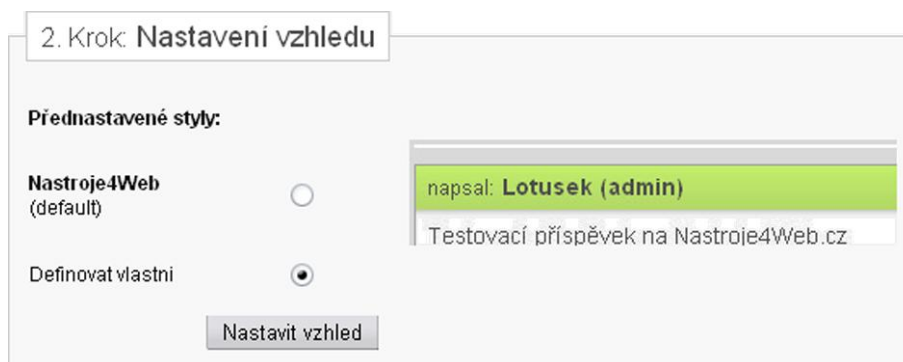 2. Krok: Nastavení vzhledu
Přednastavené styly:
Nastroje4Web
(default)
napsal: Lotusek (admin)
Testovací příspěvek na Nastroje4Web.cz
Definovat vlastni
Nastavit vzhled